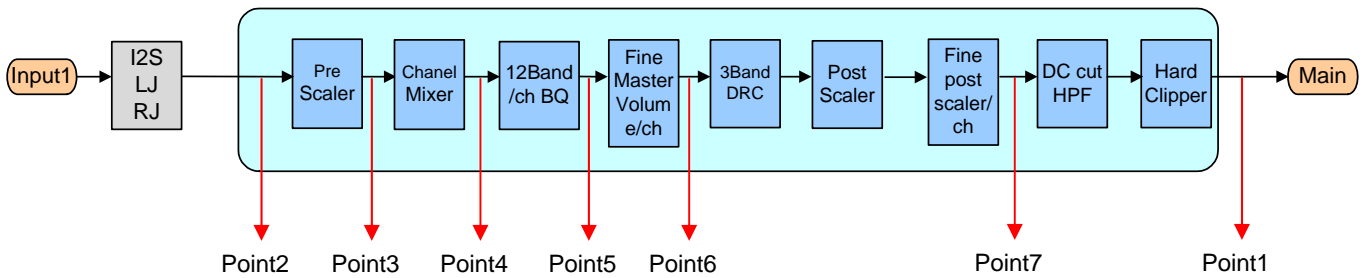 Input1
I2S
LJ
RJ
Pre
Scaler
Chanel
Mixer
12Band
/ch BQ
Fine
Master
Volum
e/ch
3Band
DRC
Post
Scaler
Fine
post
scaler/
ch
DC cut
HPF
Hard
Clipper
Main
Point2
Point3
Point4
Point5
Point6
Point7
Point1